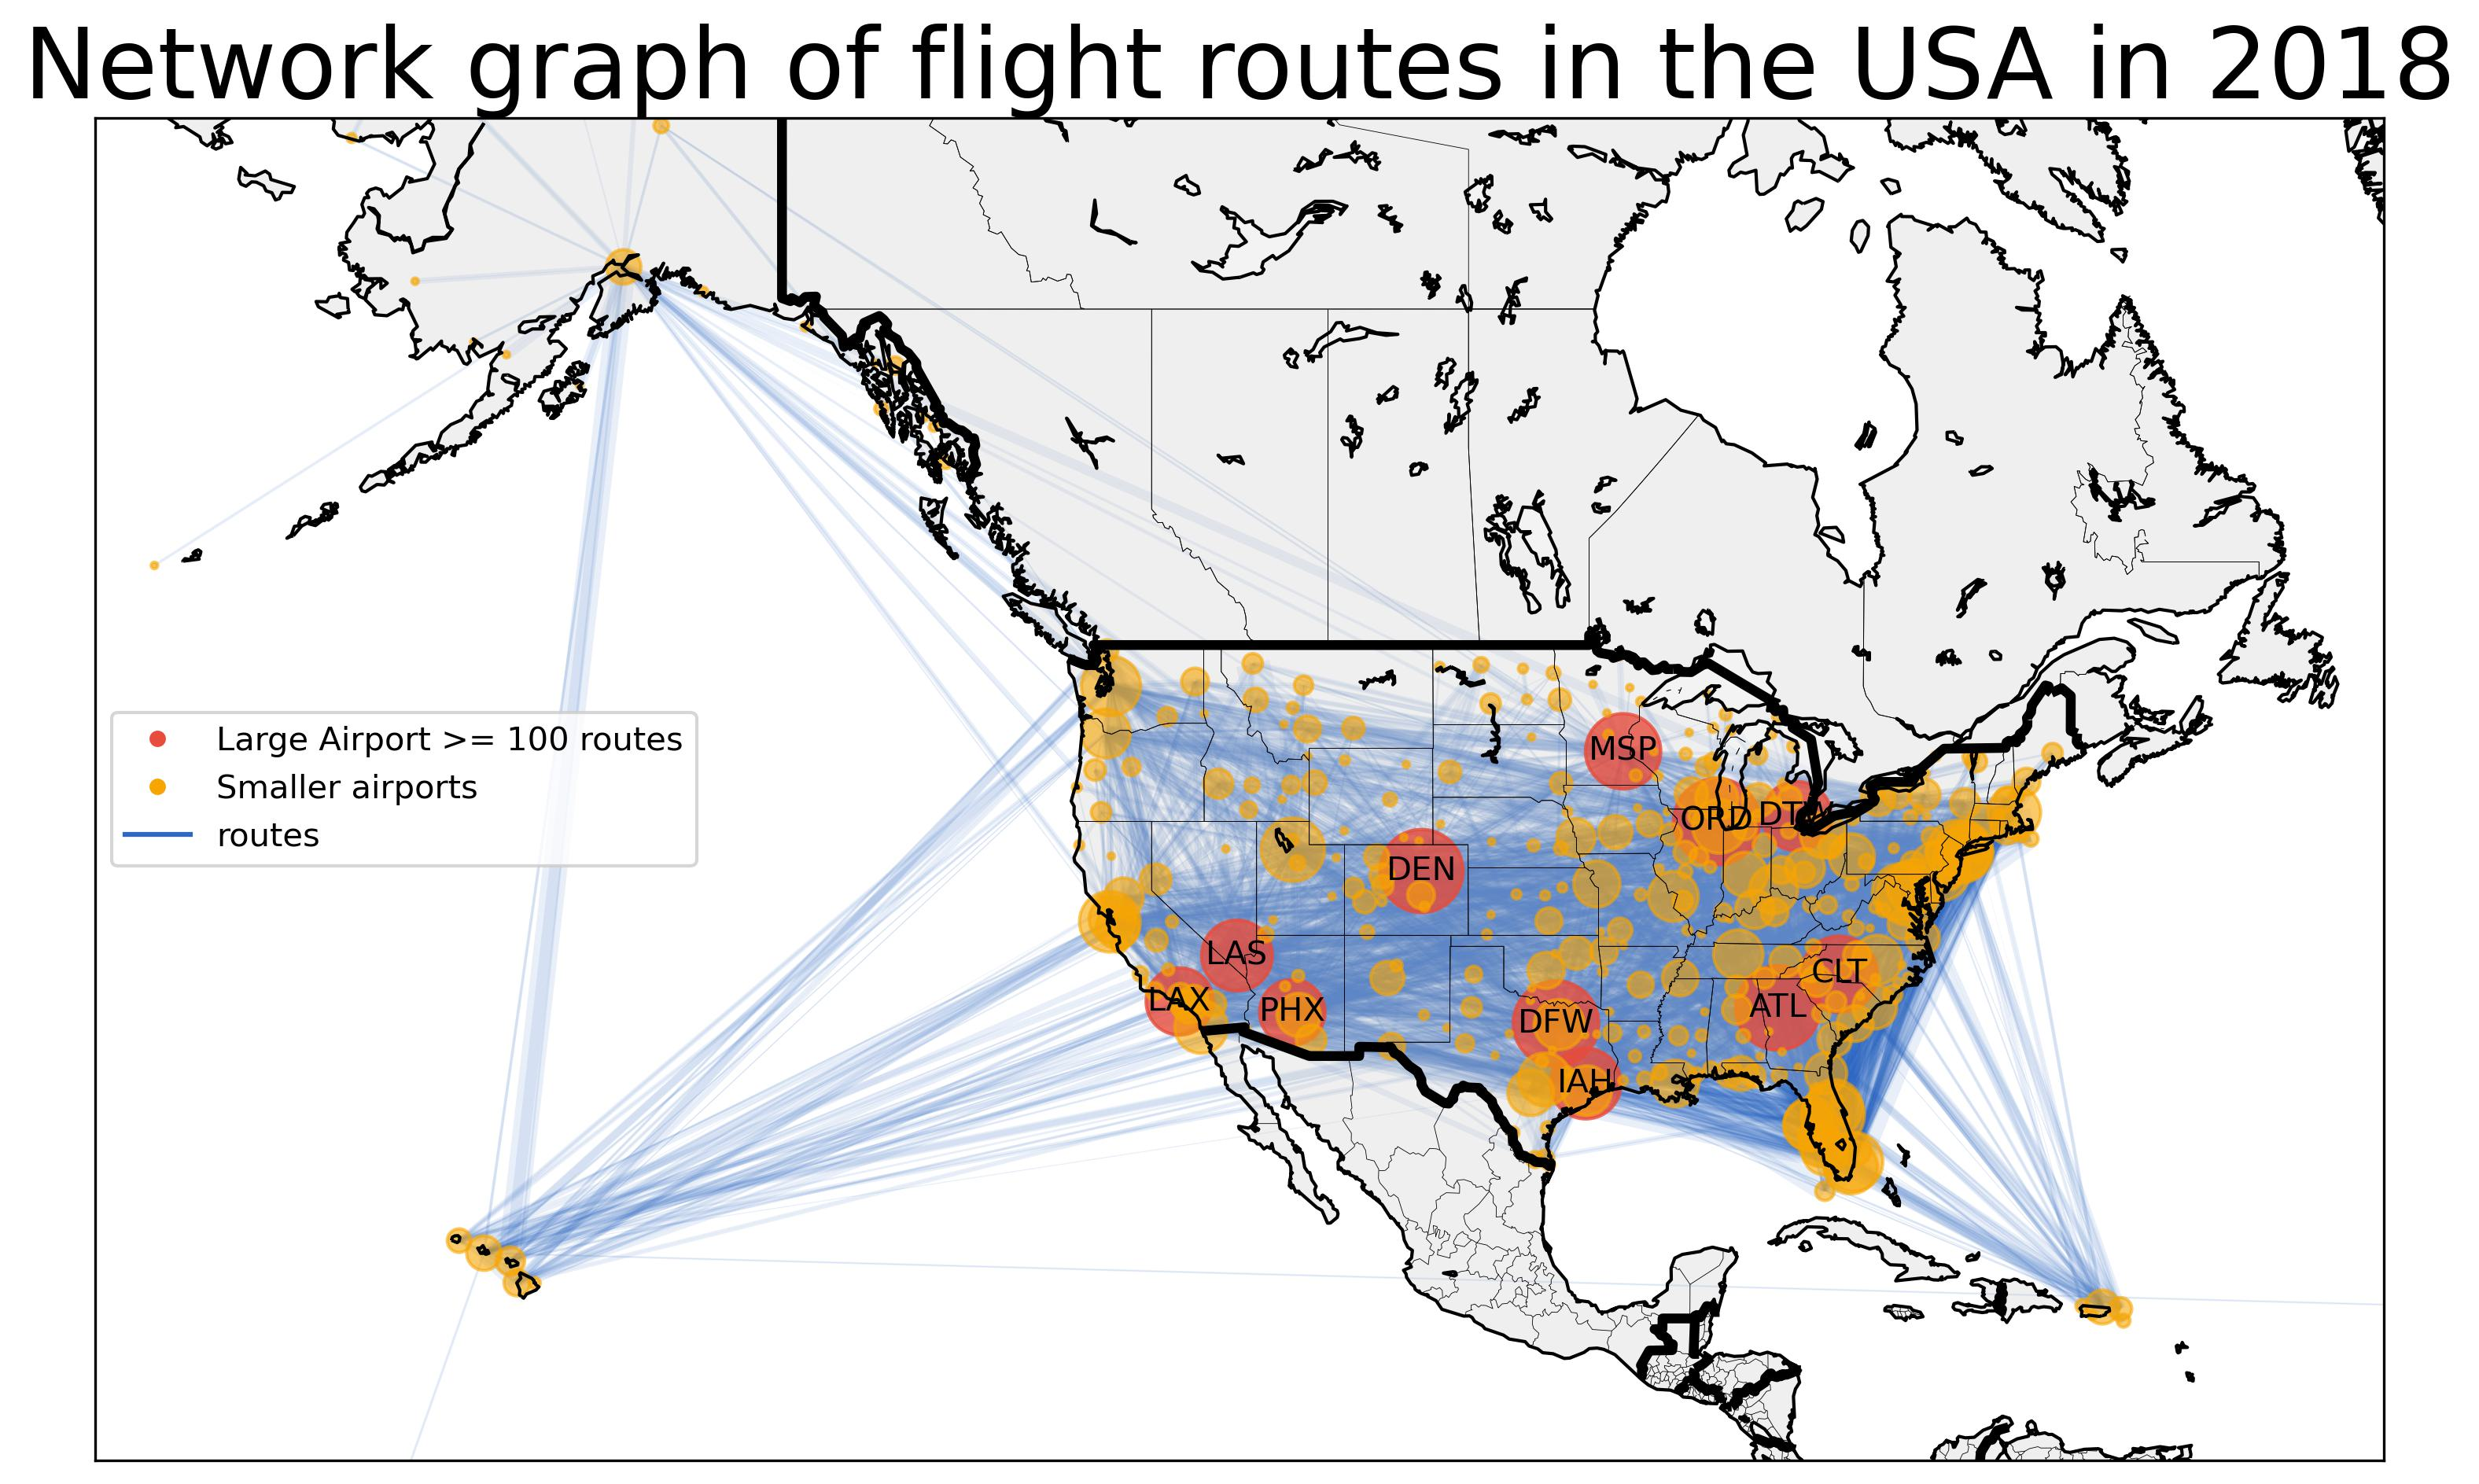 Network graph of flight routes in the USA in 2018
Large Airport >= 100 routes
Smaller airports
routes
MSP
ORD
DTW
DEN
LAS
CLT
LAX
PHX
DFW
ATL
IAH